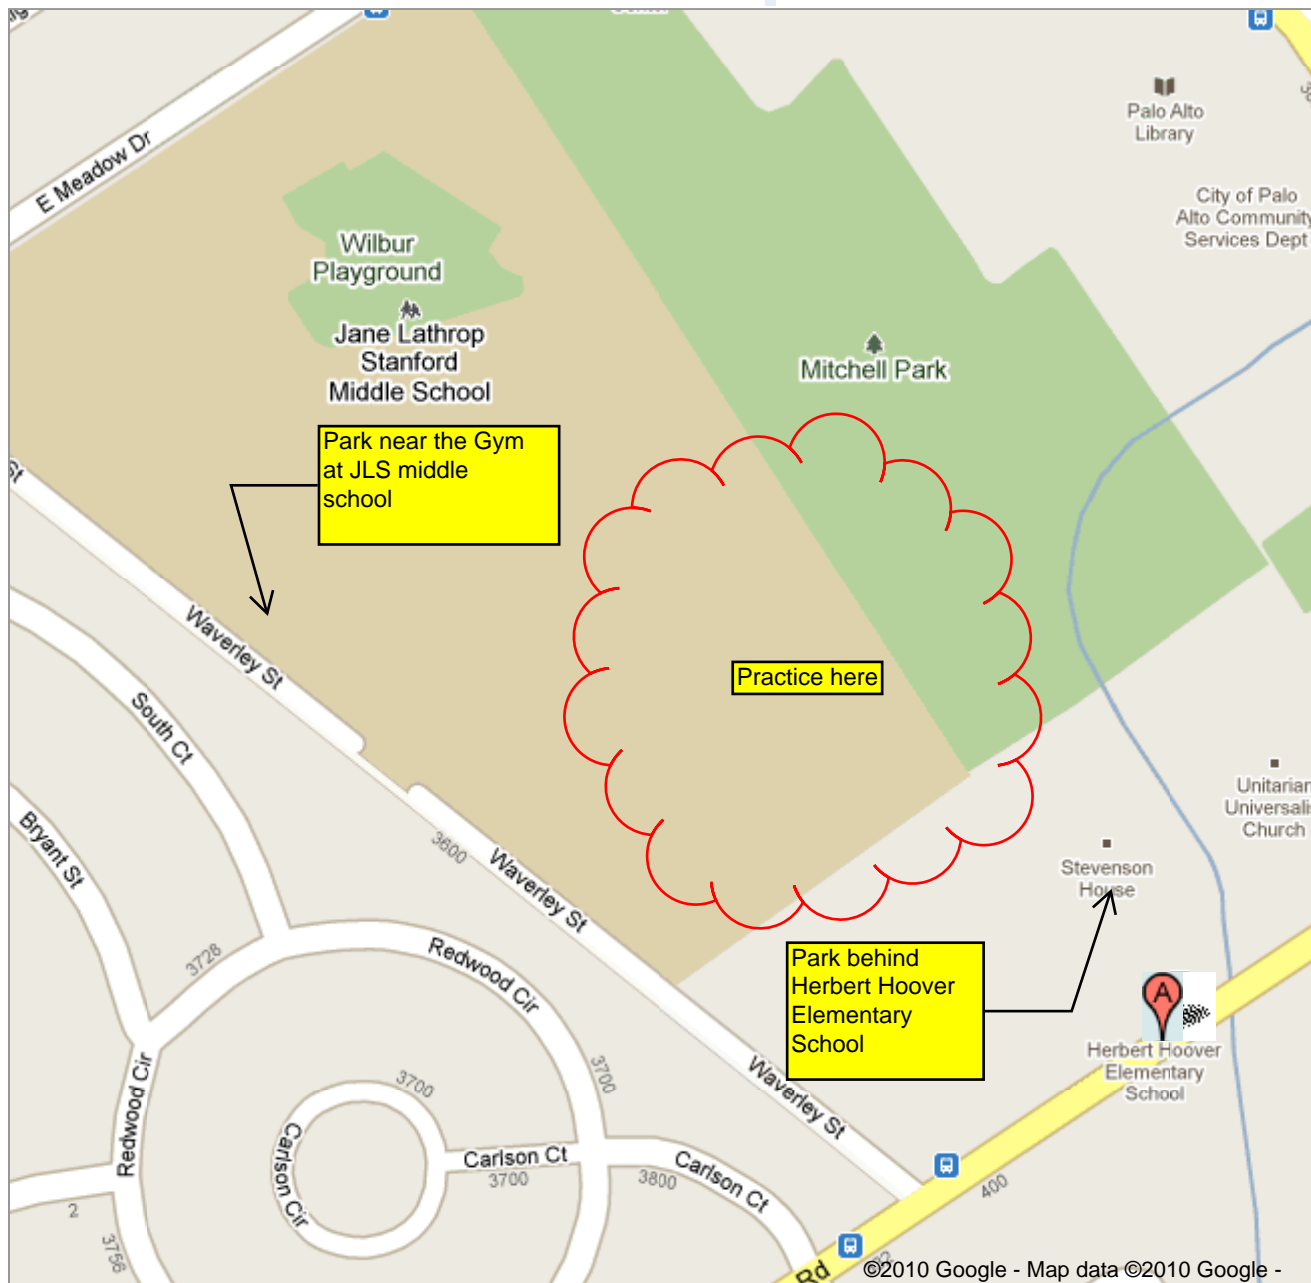 E Meadow Dr
Palo Alto
Library
City of Palo
Alto Community
Services Dept
Wilbur
Playground
Jane Lathrop
Stanford
Middle School
Mitchell Park
Park near the Gym
at JLS middle
school
St
Waverley St
Practice here
South Ct
Bryant St
3600
Waverley St
Unitarian
Universalis
Church
Stevenson
House
3728
Redwood Cir
Park behind
Herbert Hoover
Elementary
School
A
Herbert Hoover
Elementary
School
Redwood Cir
3700
3700
Waverley St
Carlson Cir
Carlson Ct
3700
3800
Carlson Ct
400
2
3756
Rd
©2010 Google - Map data ©2010 Google -